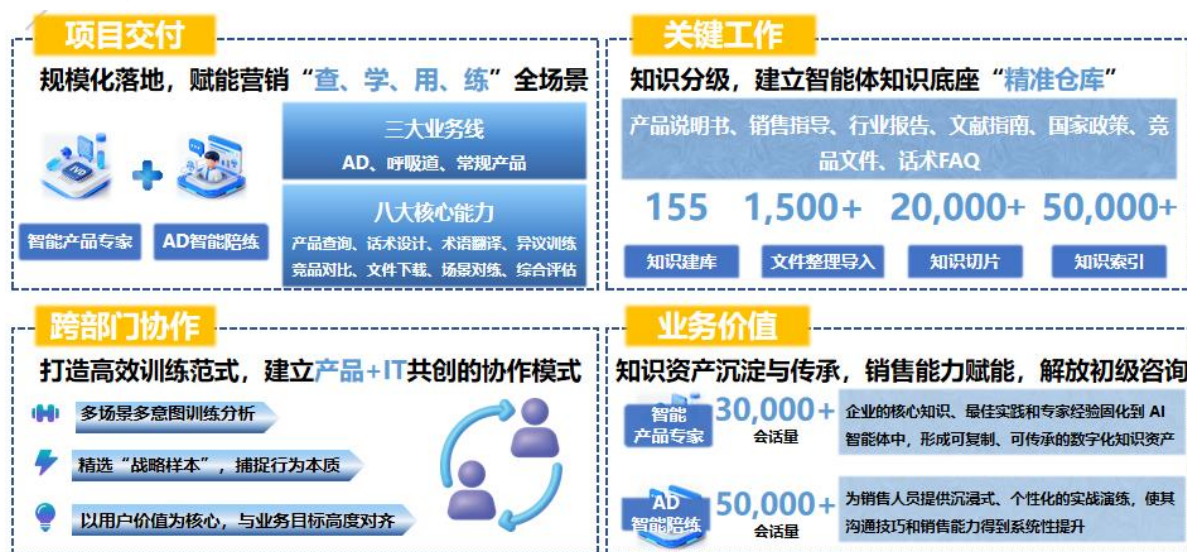 项目交付
规模化落地，赋能营销“查、学、用、练”全场景
三大业务线
AD、呼吸道、常规产品
八大核心能力
产品查询、话术设计、术语翻译、异议训练
竞品对比、文件下载、场景对练、综合评估
智能产品专家
AD智能陪练
关键工作
知识分级，建立智能体知识底座“精准仓库”
产品说明书、销售指导、行业报告、文献指南、国家政策、竞
品文件、话术FAQ
155 1,500+ 20,000+ 50,000+
知识建库 文件整理导入 知识切片 知识索引
跨部门协作
打造高效训练范式，建立产品+IT共创的协作模式
多场景多意图训练分析
精选“战略样本”，捕捉行为本质
以用户价值为核心，与业务目标高度对齐
业务价值
知识资产沉淀与传承，销售能力赋能，解放初级咨询
智能
产品专家
30,000+
会话量
企业的核心知识、最佳实践和专家经验固化到 AI
智能体中，形成可复制、可传承的数字化知识资产
AD
智能陪练
50,000+
会话量
为销售人员提供沉浸式、个性化的实战演练，使其
沟通技巧和销售能力得到系统性提升